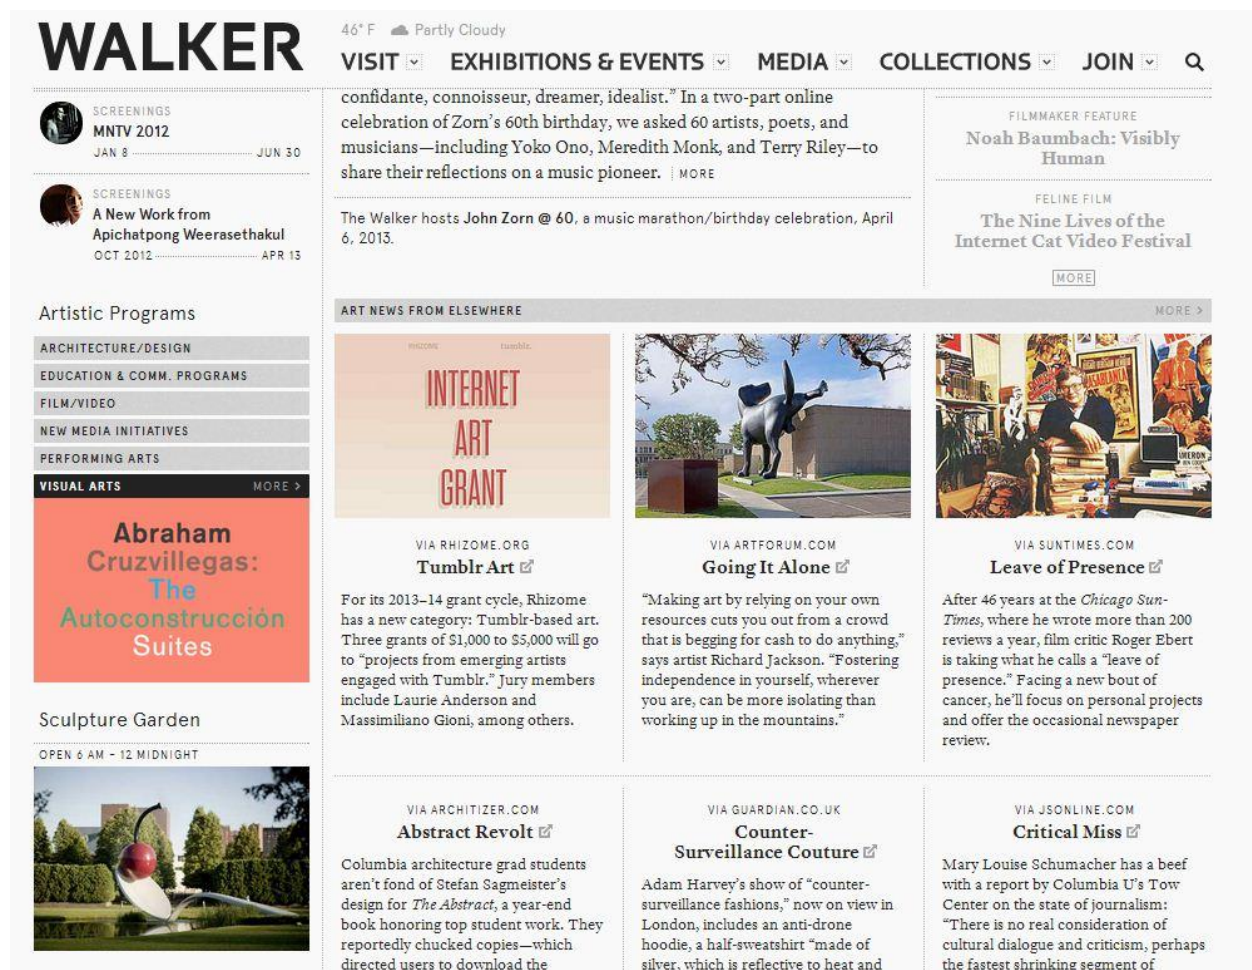 WALKER
46° F Partly Cloudy
VISIT EXHIBITIONS & EVENTS MEDIA COLLECTIONS JOIN
SCREENINGS
MNTV 2012
JAN 8 JUN 30
SCREENINGS
A New Work from
Apichatpong Weerasethakul
OCT 2012 APR 13
Artistic Programs
ARCHITECTURE/DESIGN
EDUCATION & COMM. PROGRAMS
FILM/VIDEO
NEW MEDIA INITIATIVES
PERFORMING ARTS
VISUAL ARTS MORE >
Abraham
Cruzvillegas:
The
Autoconstrucción
Suites
Sculpture Garden
OPEN 6 AM – 12 MIDNIGHT
confidante, connoisseur, dreamer, idealist.” In a two-part online
celebration of Zorn’s 60th birthday, we asked 60 artists, poets, and
musicians—including Yoko Ono, Meredith Monk, and Terry Riley—to
share their reflections on a music pioneer. | MORE
The Walker hosts John Zorn @ 60, a music marathon/birthday celebration, April
6, 2013.
FILMMAKER FEATURE
Noah Baumbach: Visibly
Human
FELINE FILM
The Nine Lives of the
Internet Cat Video Festival
MORE
ART NEWS FROM ELSEWHERE MORE >
RHIZOME tumblr.
INTERNET
ART
GRANT
VIA RHIZOME.ORG
Tumblr Art
For its 2013–14 grant cycle, Rhizome
has a new category: Tumblr-based art.
Three grants of $1,000 to $5,000 will go
to “projects from emerging artists
engaged with Tumblr.” Jury members
include Laurie Anderson and
Massimiliano Gioni, among others.
VIA ARTFORUM.COM
Going It Alone
“Making art by relying on your own
resources cuts you out from a crowd
that is begging for cash to do anything,”
says artist Richard Jackson. “Fostering
independence in yourself, wherever
you are, can be more isolating than
working up in the mountains.”
CASABLANCA
VIA SUNTIMES.COM
Leave of Presence
After 46 years at the Chicago Sun-
Times, where he wrote more than 200
reviews a year, film critic Roger Ebert
is taking what he calls a “leave of
presence.” Facing a new bout of
cancer, he’ll focus on personal projects
and offer the occasional newspaper
review.
VIA ARCHITIZER.COM
Abstract Revolt
Columbia architecture grad students
aren’t fond of Stefan Sagmeister’s
design for The Abstract, a year-end
book honoring top student work. They
reportedly chucked copies—which
directed users to download the
VIA GUARDIAN.CO.UK
Counter-
Surveillance Couture
Adam Harvey’s show of “counter-
surveillance fashions,” now on view in
London, includes an anti-drone
hoodie, a half-sweatshirt “made of
silver, which is reflective to heat and
VIA JSONLINE.COM
Critical Miss
Mary Louise Schumacher has a beef
with a report by Columbia U’s Tow
Center on the state of journalism:
“There is no real consideration of
cultural dialogue and criticism, perhaps
the fastest shrinking segment of